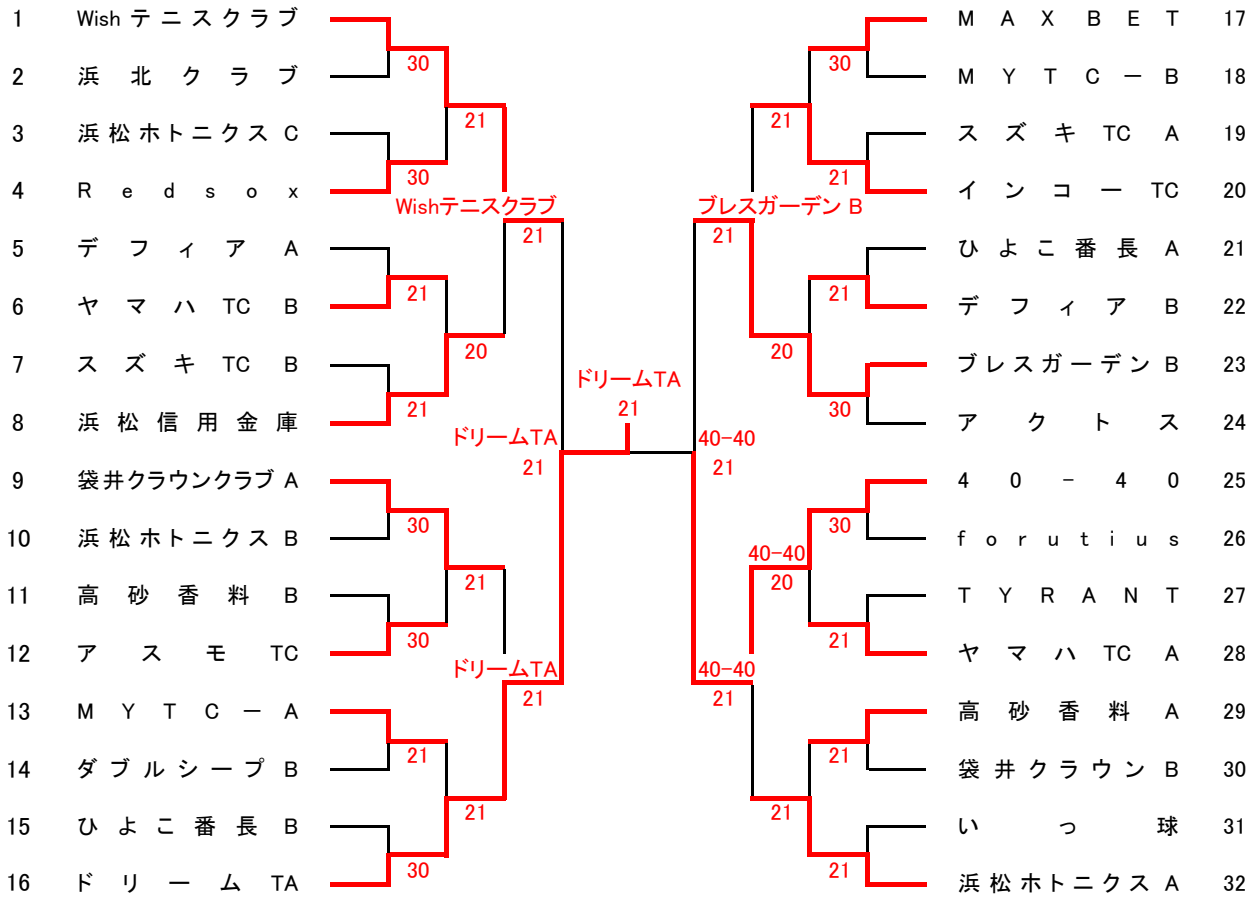 1 Wish テニスクラブ
MAXBET 17
30
30
2 浜北クラブ
MYTC－B 18
21
21
3 浜松ホトニクス C
スズキ TC A 19
30
21
4 Redsox
インコー TC 20
Wishテニスクラブ
ブレスガーデン B
21
21
5 デフィア A
ひよこ番長 A 21
21
21
6 ヤマハ TC B
デフィア B 22
20
20
7 スズキ TC B
ブレスガーデン B 23
ドリームTA
21
21
30
8 浜松信用金庫
アクトス 24
ドリームTA
40-40
21
21
9 袋井クラウンクラブ A
40-40 25
30
30
10 浜松ホトニクス B
forutius 26
40-40
21
20
11 高砂香料 B
TYRANT 27
30
21
12 アスモ TC
ヤマハ TC A 28
ドリームTA
40-40
21
21
13 MYTC－A
高砂香料 A 29
21
21
14 ダブルシープ B
袋井クラウン B 30
21
21
15 ひよこ番長 B
いっ球 31
30
21
16 ドリーム TA
浜松ホトニクス A 32